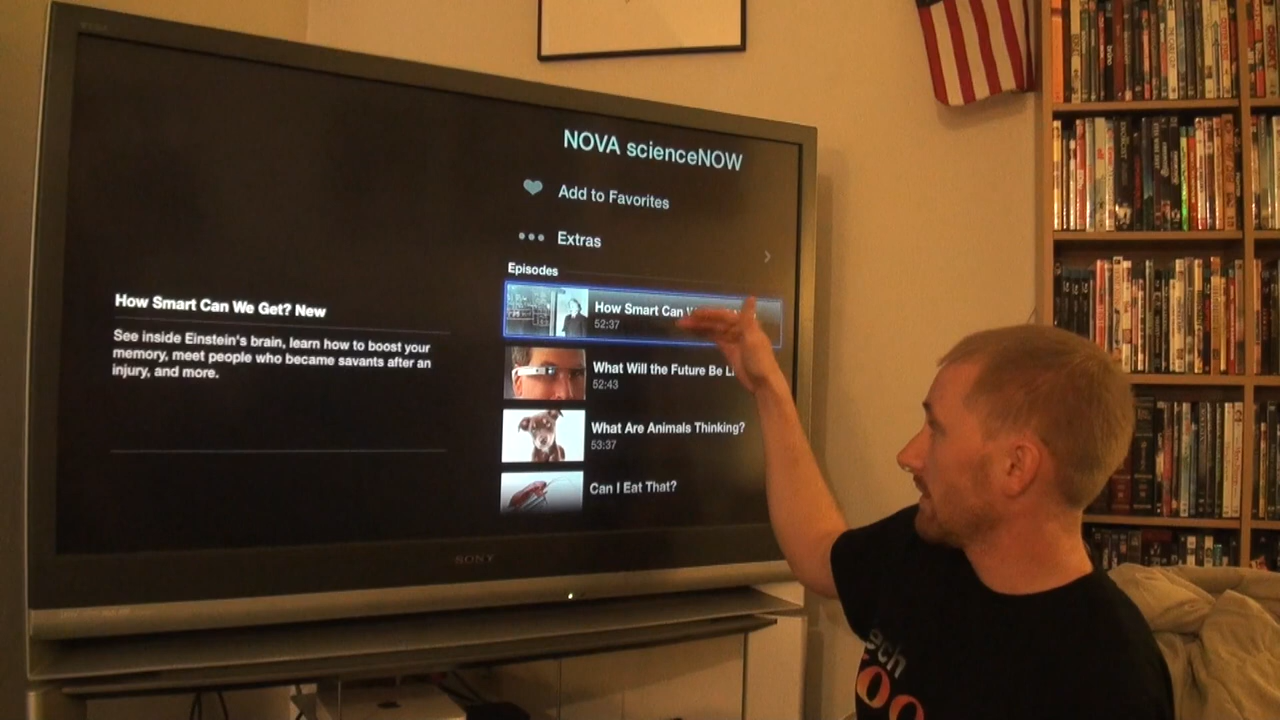 NOVA scienceNOW
Add to Favorites
Extras
Episodes
How Smart Can
52:37
What Will the Future Be Li
52:43
What Are Animals Thinking?
53:37
Can I Eat That?
How Smart Can We Get? New
See inside Einstein's brain, learn how to boost your
memory, meet people who became savants after an
injury, and more.
SONY
ech